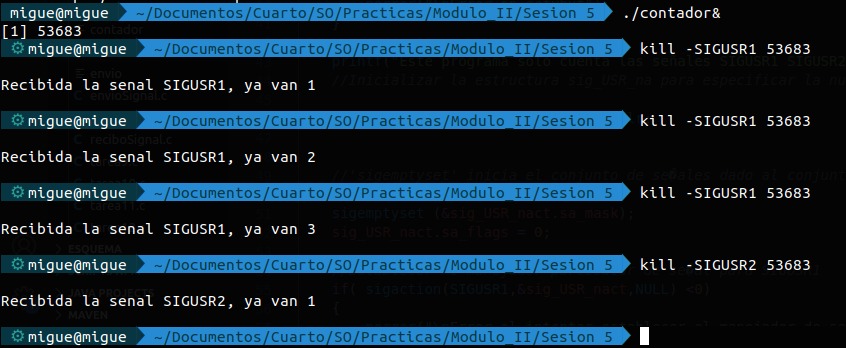 migue@migue ~/Documentos/Cuarto/SO/Practicas/Modulo_II/Sesion 5 ./contador&
[1] 53683
migue@migue ~/Documentos/Cuarto/SO/Practicas/Modulo_II/Sesion 5 kill -SIGUSR1 53683
Recibida la senal SIGUSR1, ya van 1
migue@migue ~/Documentos/Cuarto/SO/Practicas/Modulo_II/Sesion 5 kill -SIGUSR1 53683
Recibida la senal SIGUSR1, ya van 2
migue@migue ~/Documentos/Cuarto/SO/Practicas/Modulo_II/Sesion 5 kill -SIGUSR1 53683
Recibida la senal SIGUSR1, ya van 3
migue@migue ~/Documentos/Cuarto/SO/Practicas/Modulo_II/Sesion 5 kill -SIGUSR2 53683
Recibida la senal SIGUSR2, ya van 1
migue@migue ~/Documentos/Cuarto/SO/Practicas/Modulo_II/Sesion 5